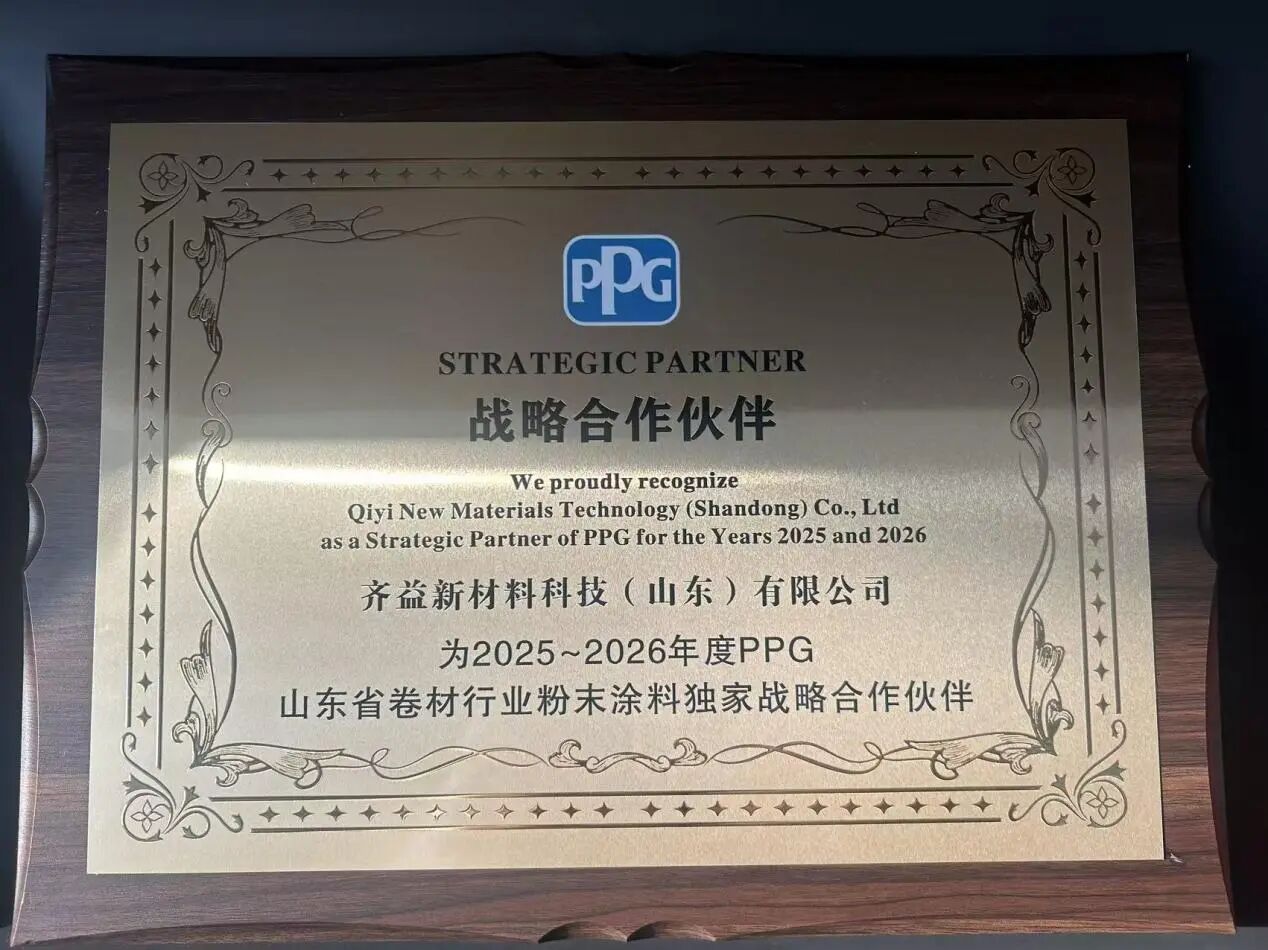 PPG
STRATEGIC PARTNER
战略合作伙伴
We proudly recognize
Qiyi New Materials Technology (Shandong) Co., Ltd
as a Strategic Partner of PPG for the Years 2025 and 2026
齐益新材料科技（山东）有限公司
为2025~2026年度PPG
山东省卷材行业粉末涂料独家战略合作伙伴